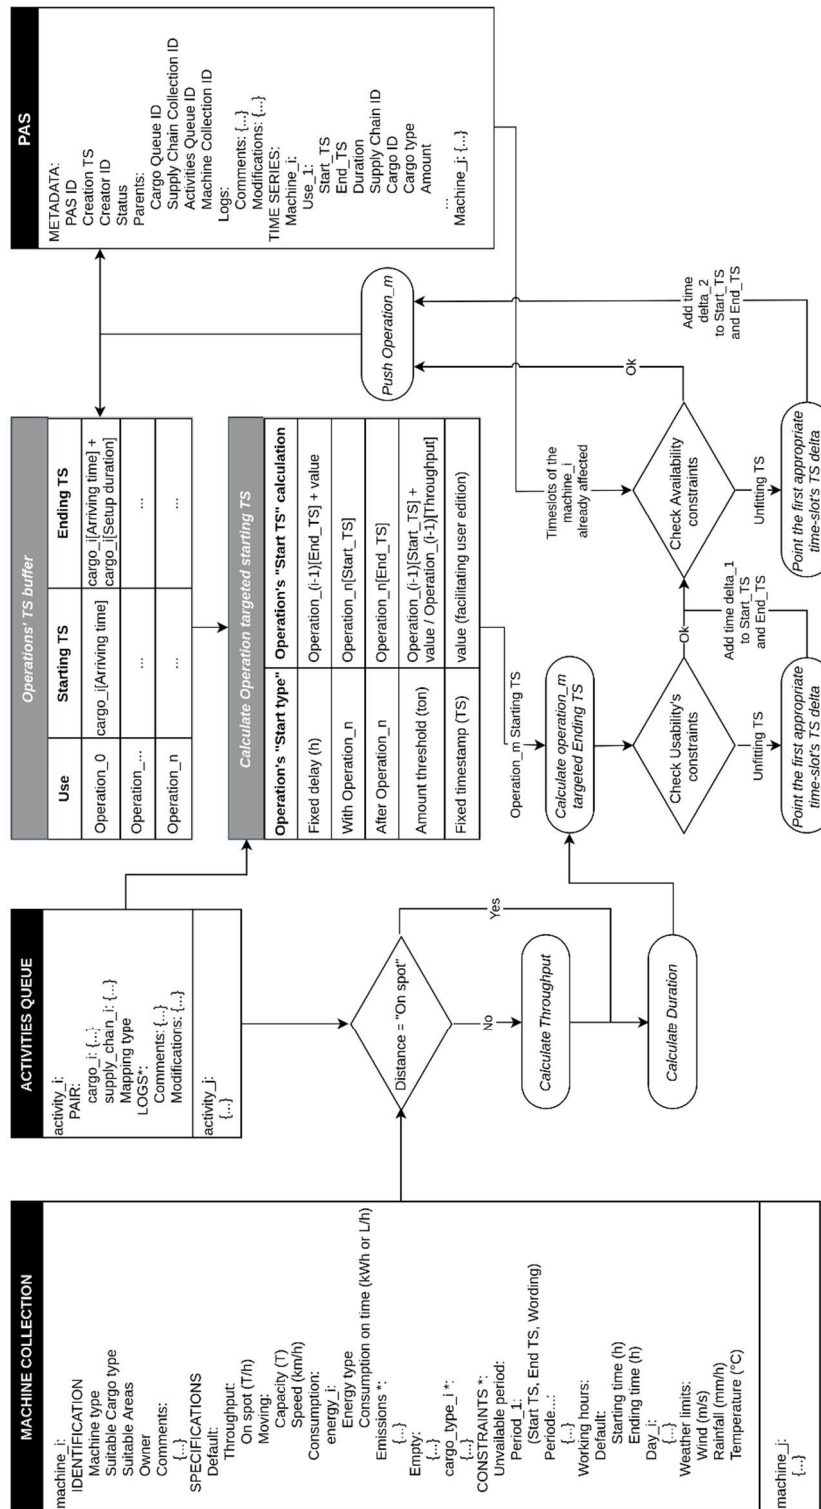 MACHINE COLLECTION
machine_i:
IDENTIFICATION
Machine type
Suitable Cargo type
Suitable Areas
Owner
Comments:
{...}
SPECIFICATIONS
Default:
Throughput:
On spot (T/h)
Moving:
Capacity (T)
Speed (km/h)
Consumption:
energy_i:
Energy type
Consumption on time (kWh or L/h)
Emissions *:
{...}
Empty:
{...}
cargo_type_i *:
{...}
CONSTRAINTS *:
Unvailable period:
Period_1:
(Start TS, End TS, Wording)
Periode...:
{...}
Working hours:
Default:
Starting time (h)
Ending time (h)
Day_i:
{...}
Weather limits:
Wind (m/s)
Rainfall (mm/h)
Temperature (°C)
machine_j:
{...}
ACTIVITIES QUEUE
activity_i:
PAIR:
cargo_i: {...}
supply_chain_i: {...}
Mapping type
LOGS*:
Comments: {...}
Modifications: {...}
activity_j:
{...}
Distance = "On spot"
No
Yes
Calculate Throughput
Calculate Duration
Operations' TS buffer
Use Starting TS Ending TS
Operation_0 cargo_i[Arriving time] cargo_i[Arriving time] +
cargo_i[Setup duration]
Operation_... ... ...
Operation_n ... ...
Calculate Operation targeted starting TS
Operation's "Start type" Operation's "Start TS" calculation
Fixed delay (h) Operation_(i-1)[End_TS] + value
With Operation_n Operation_n[Start_TS]
After Operation_n Operation_n[End_TS]
Amount threshold (ton) Operation_(i-1)[Start_TS] +
value / Operation_(i-1)[Throughput]
Fixed timestamp (TS) value (facilitating user edition)
Operation_m Starting TS
Calculate operation_m
targeted Ending TS
Check Usability's
constraints
Unfitting TS
Point the first appropriate
time-slot's TS delta
Ok
Add time delta_1
to Start_TS
and End_TS
Timeslots of the
machine_i
already affected
Check Availability
constraints
Unfitting TS
Point the first appropriate
time-slot's TS delta
Ok
Add time
delta_2
to Start_TS
and End_TS
Push Operation_m
PAS
METADATA:
PAS ID
Creation TS
Creator ID
Status
Parents:
Cargo Queue ID
Supply Chain Collection ID
Activities Queue ID
Machine Collection ID
Logs:
Comments: {...}
Modifications: {...}
TIME SERIES:
Machine_i:
Use_1:
Start_TS
End_TS
Duration
Supply Chain ID
Cargo ID
Cargo type
Amount
...
Machine_j: {...}